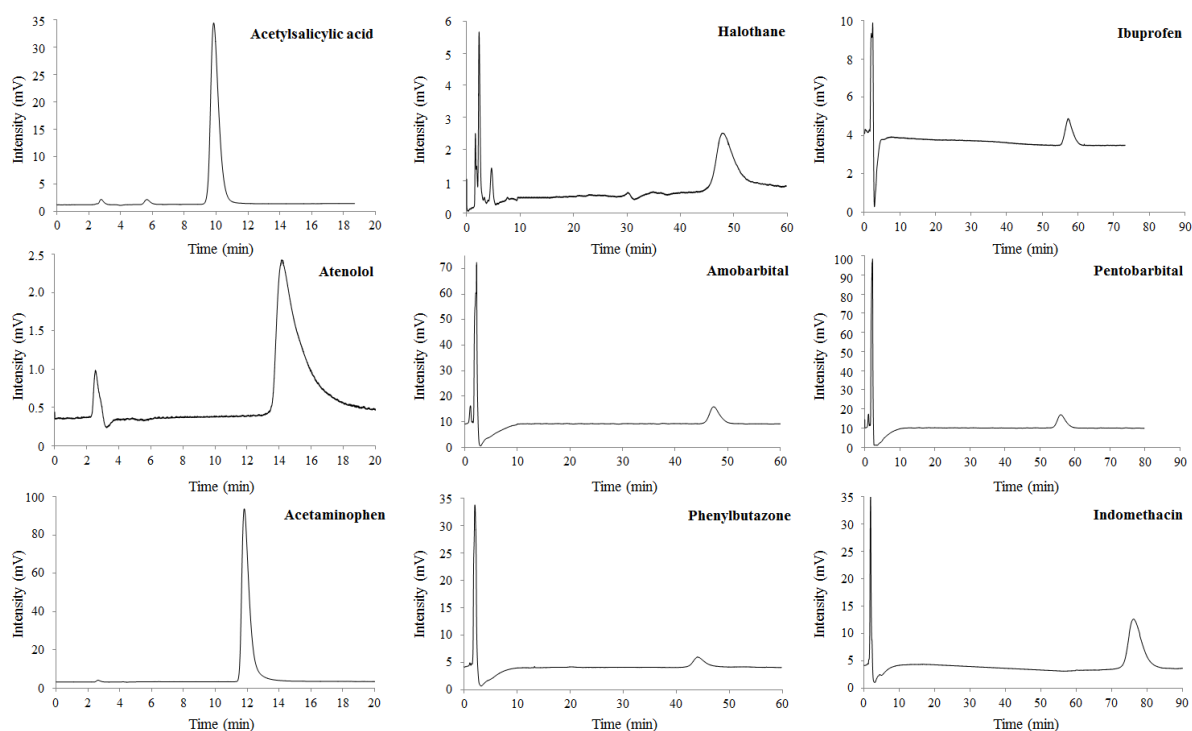 Acetylsalicylic acid
Intensity (mV)
35
30
25
20
15
10
5
0
0 2 4 6 8 10 12 14 16 18 20
Time (min)
Halothane
Intensity (mV)
6
5
4
3
2
1
0
0 10 20 30 40 50 60
Time (min)
Ibuprofen
Intensity (mV)
10
8
6
4
2
0
0 10 20 30 40 50 60 70 80 90
Time (min)
Atenolol
Intensity (mV)
2.5
2.0
1.5
1.0
0.5
0.0
0 2 4 6 8 10 12 14 16 18 20
Time (min)
Amobarbital
Intensity (mV)
70
60
50
40
30
20
10
0
0 10 20 30 40 50 60
Time (min)
Pentobarbital
Intensity (mV)
100
90
80
70
60
50
40
30
20
10
0
0 10 20 30 40 50 60 70 80 90
Time (min)
Acetaminophen
Intensity (mV)
100
80
60
40
20
0
0 2 4 6 8 10 12 14 16 18 20
Time (min)
Phenylbutazone
Intensity (mV)
35
30
25
20
15
10
5
0
0 10 20 30 40 50 60
Time (min)
Indomethacin
Intensity (mV)
35
30
25
20
15
10
5
0
0 10 20 30 40 50 60 70 80 90
Time (min)